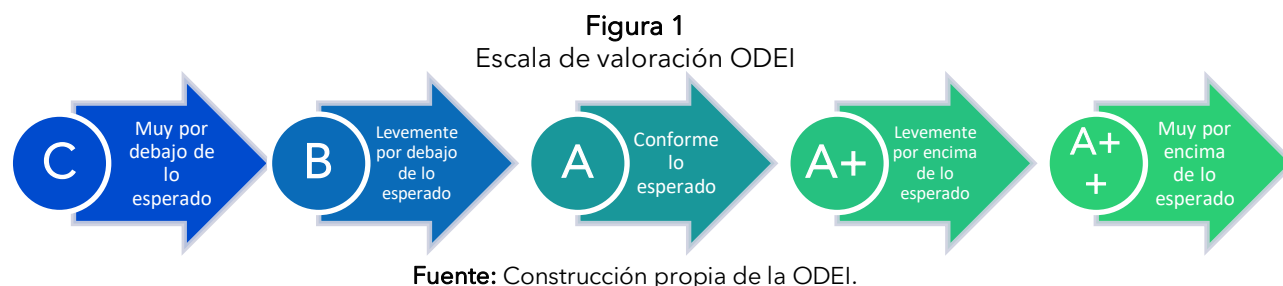 Figura 1
Escala de valoración ODEI
C
Muy por
debajo de
lo
esperado
B
Levemente
por debajo
de lo
esperado
A
Conforme
lo
esperado
A+
Levemente
por encima
de lo
esperado
A+
+
Muy por
encima
de lo
esperado
Fuente: Construcción propia de la ODEI.